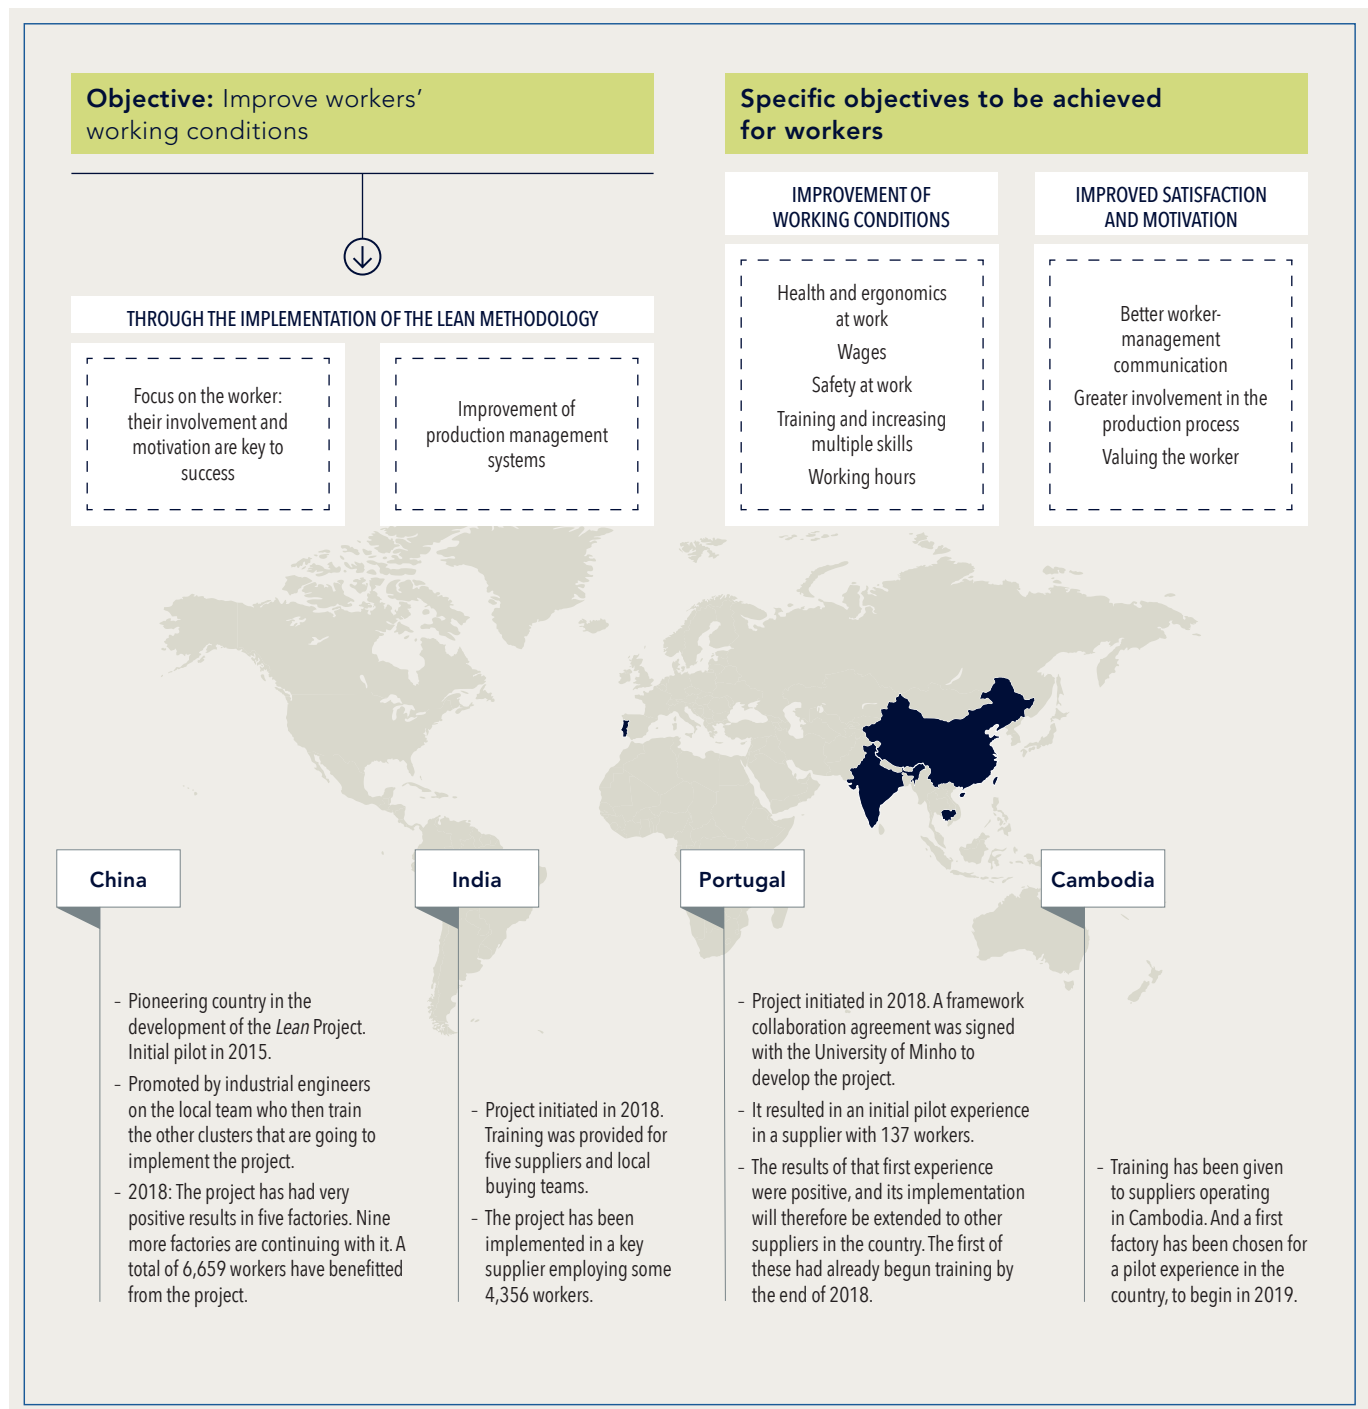 Objective: Improve workers'
working conditions
THROUGH THE IMPLEMENTATION OF THE LEAN METHODOLOGY
Focus on the worker:
their involvement and
motivation are key to
success
Improvement of
production management
systems
Specific objectives to be achieved
for workers
IMPROVEMENT OF
WORKING CONDITIONS
Health and ergonomics
at work
Wages
Safety at work
Training and increasing
multiple skills
Working hours
IMPROVED SATISFACTION
AND MOTIVATION
Better worker-
management
communication
Greater involvement in the
production process
Valuing the worker
China
– Pioneering country in the
development of the Lean Project.
Initial pilot in 2015.
– Promoted by industrial engineers
on the local team who then train
the other clusters that are going to
implement the project.
– 2018: The project has had very
positive results in five factories. Nine
more factories are continuing with it. A
total of 6,659 workers have benefitted
from the project.
India
– Project initiated in 2018.
Training was provided for
five suppliers and local
buying teams.
– The project has been
implemented in a key
supplier employing some
4,356 workers.
Portugal
– Project initiated in 2018. A framework
collaboration agreement was signed
with the University of Minho to
develop the project.
– It resulted in an initial pilot experience
in a supplier with 137 workers.
– The results of that first experience
were positive, and its implementation
will therefore be extended to other
suppliers in the country. The first of
these had already begun training by
the end of 2018.
Cambodia
– Training has been given
to suppliers operating
in Cambodia. And a first
factory has been chosen for
a pilot experience in the
country, to begin in 2019.